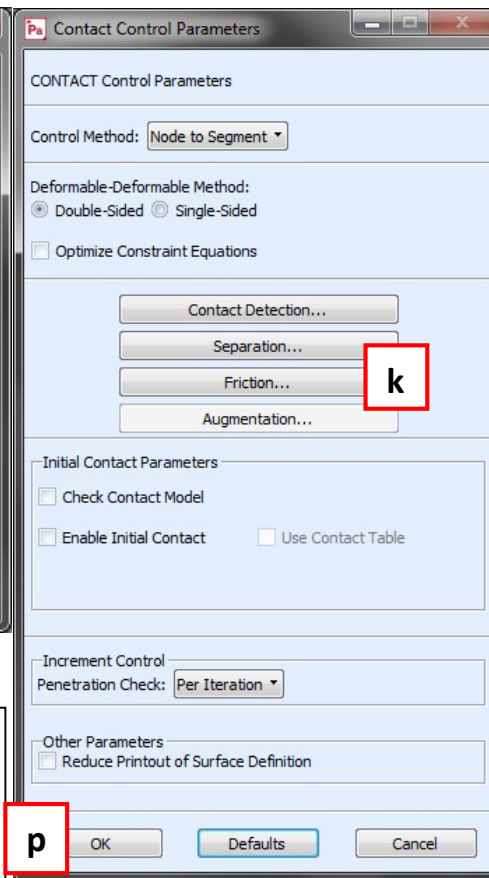 Pa Contact Control Parameters
CONTACT Control Parameters
Control Method: Node to Segment
Deformable-Deformable Method:
Double-Sided Single-Sided
Optimize Constraint Equations
Contact Detection...
Separation...
Friction...
k
Augmentation...
Initial Contact Parameters
Check Contact Model
Enable Initial Contact Use Contact Table
Increment Control
Penetration Check: Per Iteration
Other Parameters
Reduce Printout of Surface Definition
p OK Defaults Cancel